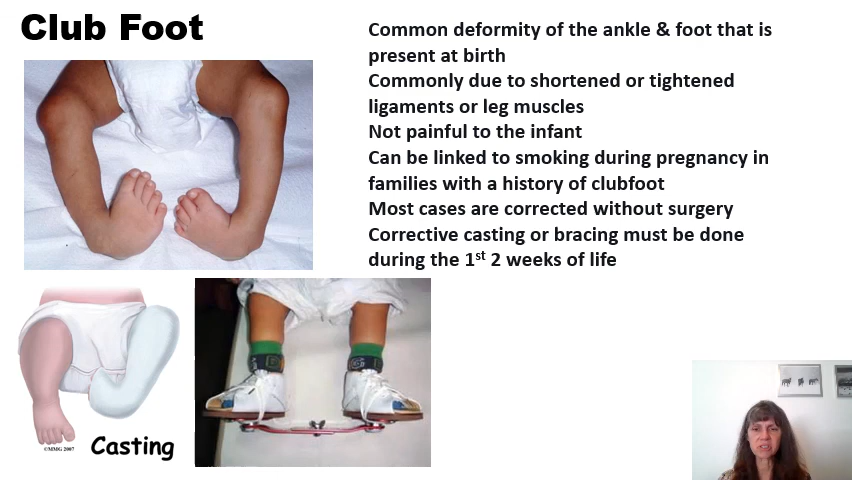 Club Foot
Common deformity of the ankle & foot that is
present at birth
Commonly due to shortened or tightened
ligaments or leg muscles
Not painful to the infant
Can be linked to smoking during pregnancy in
families with a history of clubfoot
Most cases are corrected without surgery
Corrective casting or bracing must be done
during the 1st 2 weeks of life
©MMG 2007
Casting